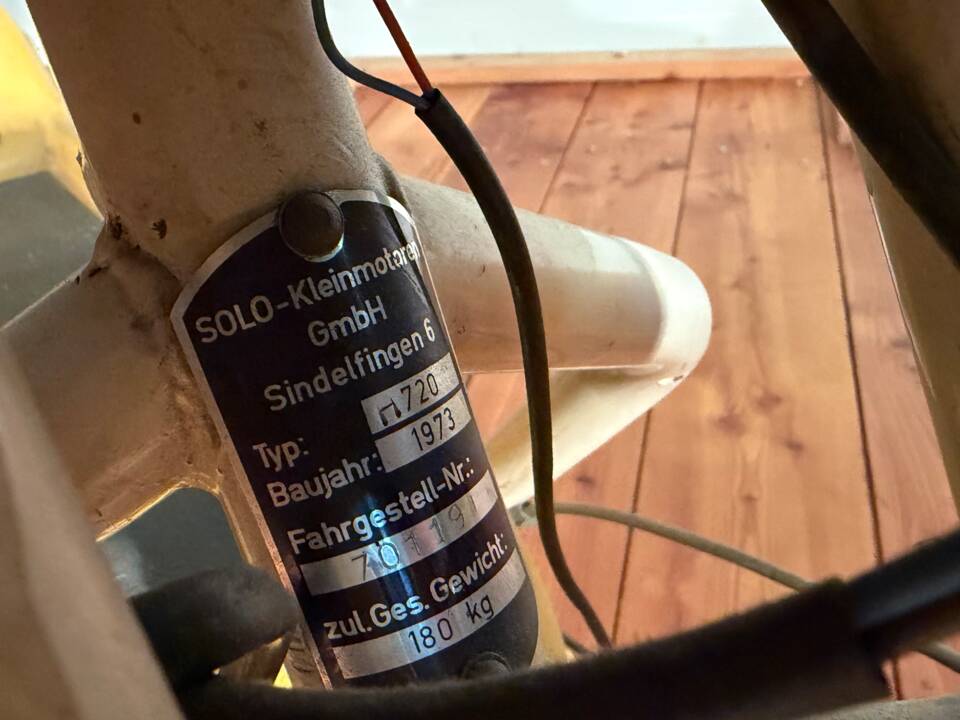 SOLO-Kleinmotoren
GmbH
Sindelfingen 6
Typ: 720
Baujahr: 1973
Fahrgestell-Nr.:
zul.Ges. Gewicht:
180 kg